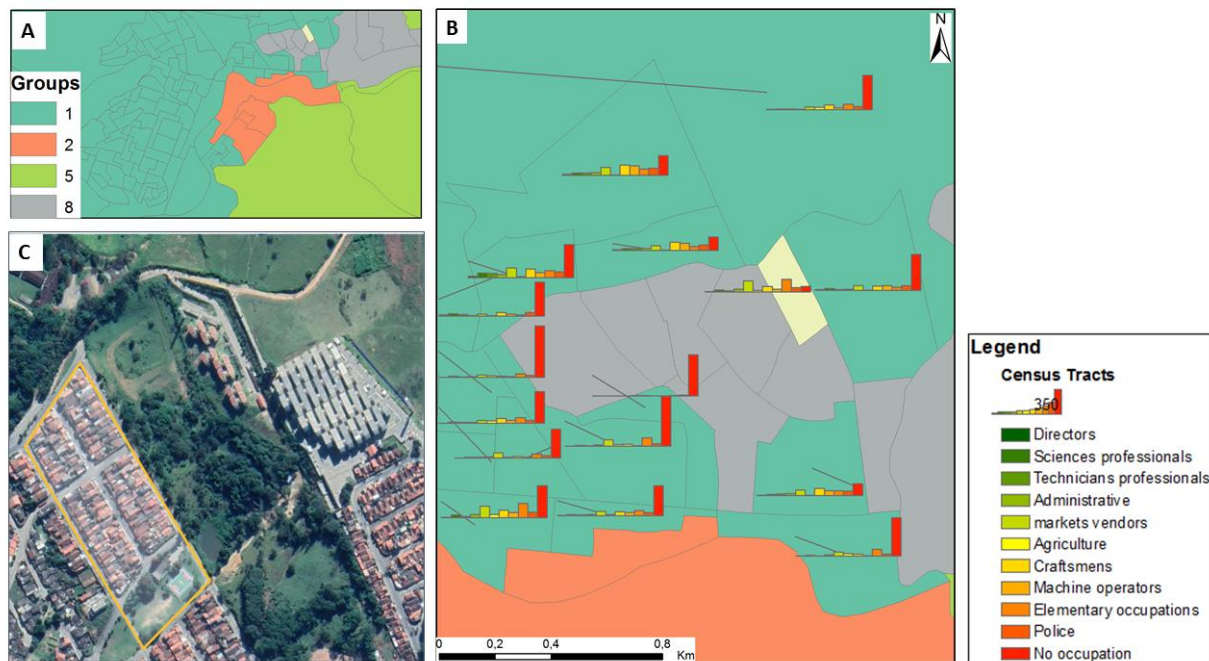 A
Groups
1
2
5
8
B
N
C
0 0,2 0,4 0,8
Km
Legend
Census Tracts
350
Directors
Sciences professionals
Technicians professionals
Administrative
markets vendors
Agriculture
Craftsmens
Machine operators
Elementary occupations
Police
No occupation